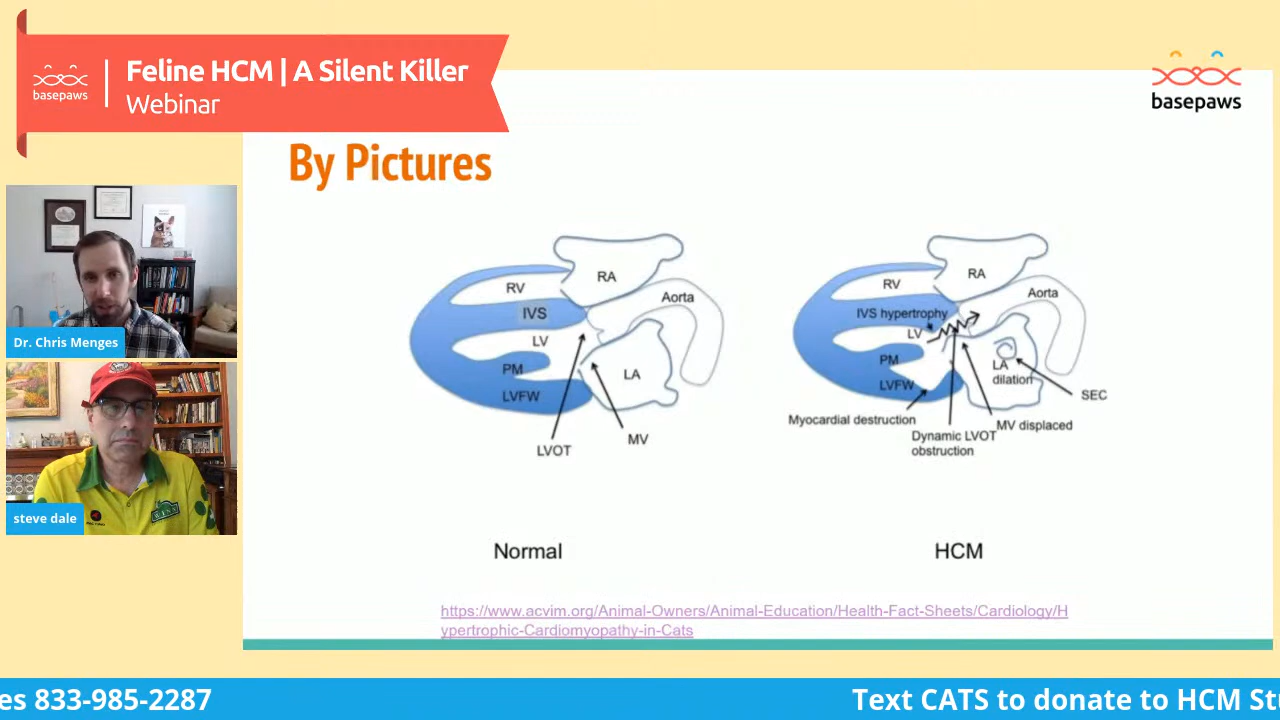 Feline HCM | A Silent Killer
basepaws
Webinar
basepaws
By Pictures
Dr. Chris Menges
steve dale
RA
RV
Aorta
IVS
LV
PM
LA
LVFW
LVOT
MV
Normal
RA
RV
Aorta
IVS hypertrophy
LV
PM
LA
dilation
LVFW
SEC
Myocardial destruction
MV displaced
Dynamic LVOT
obstruction
HCM
https://www.acvim.org/Animal-Owners/Animal-Education/Health-Fact-Sheets/Cardiology/H
ypertrophic-Cardiomyopathy-in-Cats
es 833-985-2287
Text CATS to donate to HCM St